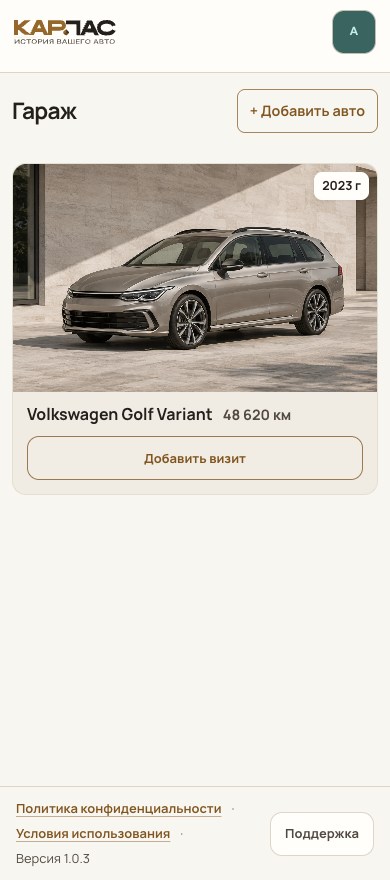 КАРПАС
ИСТОРИЯ ВАШЕГО АВТО
А
Гараж
+ Добавить авто
2023 г
Volkswagen Golf Variant 48 620 км
Добавить визит
Политика конфиденциальности ·
Условия использования ·
Версия 1.0.3
Поддержка